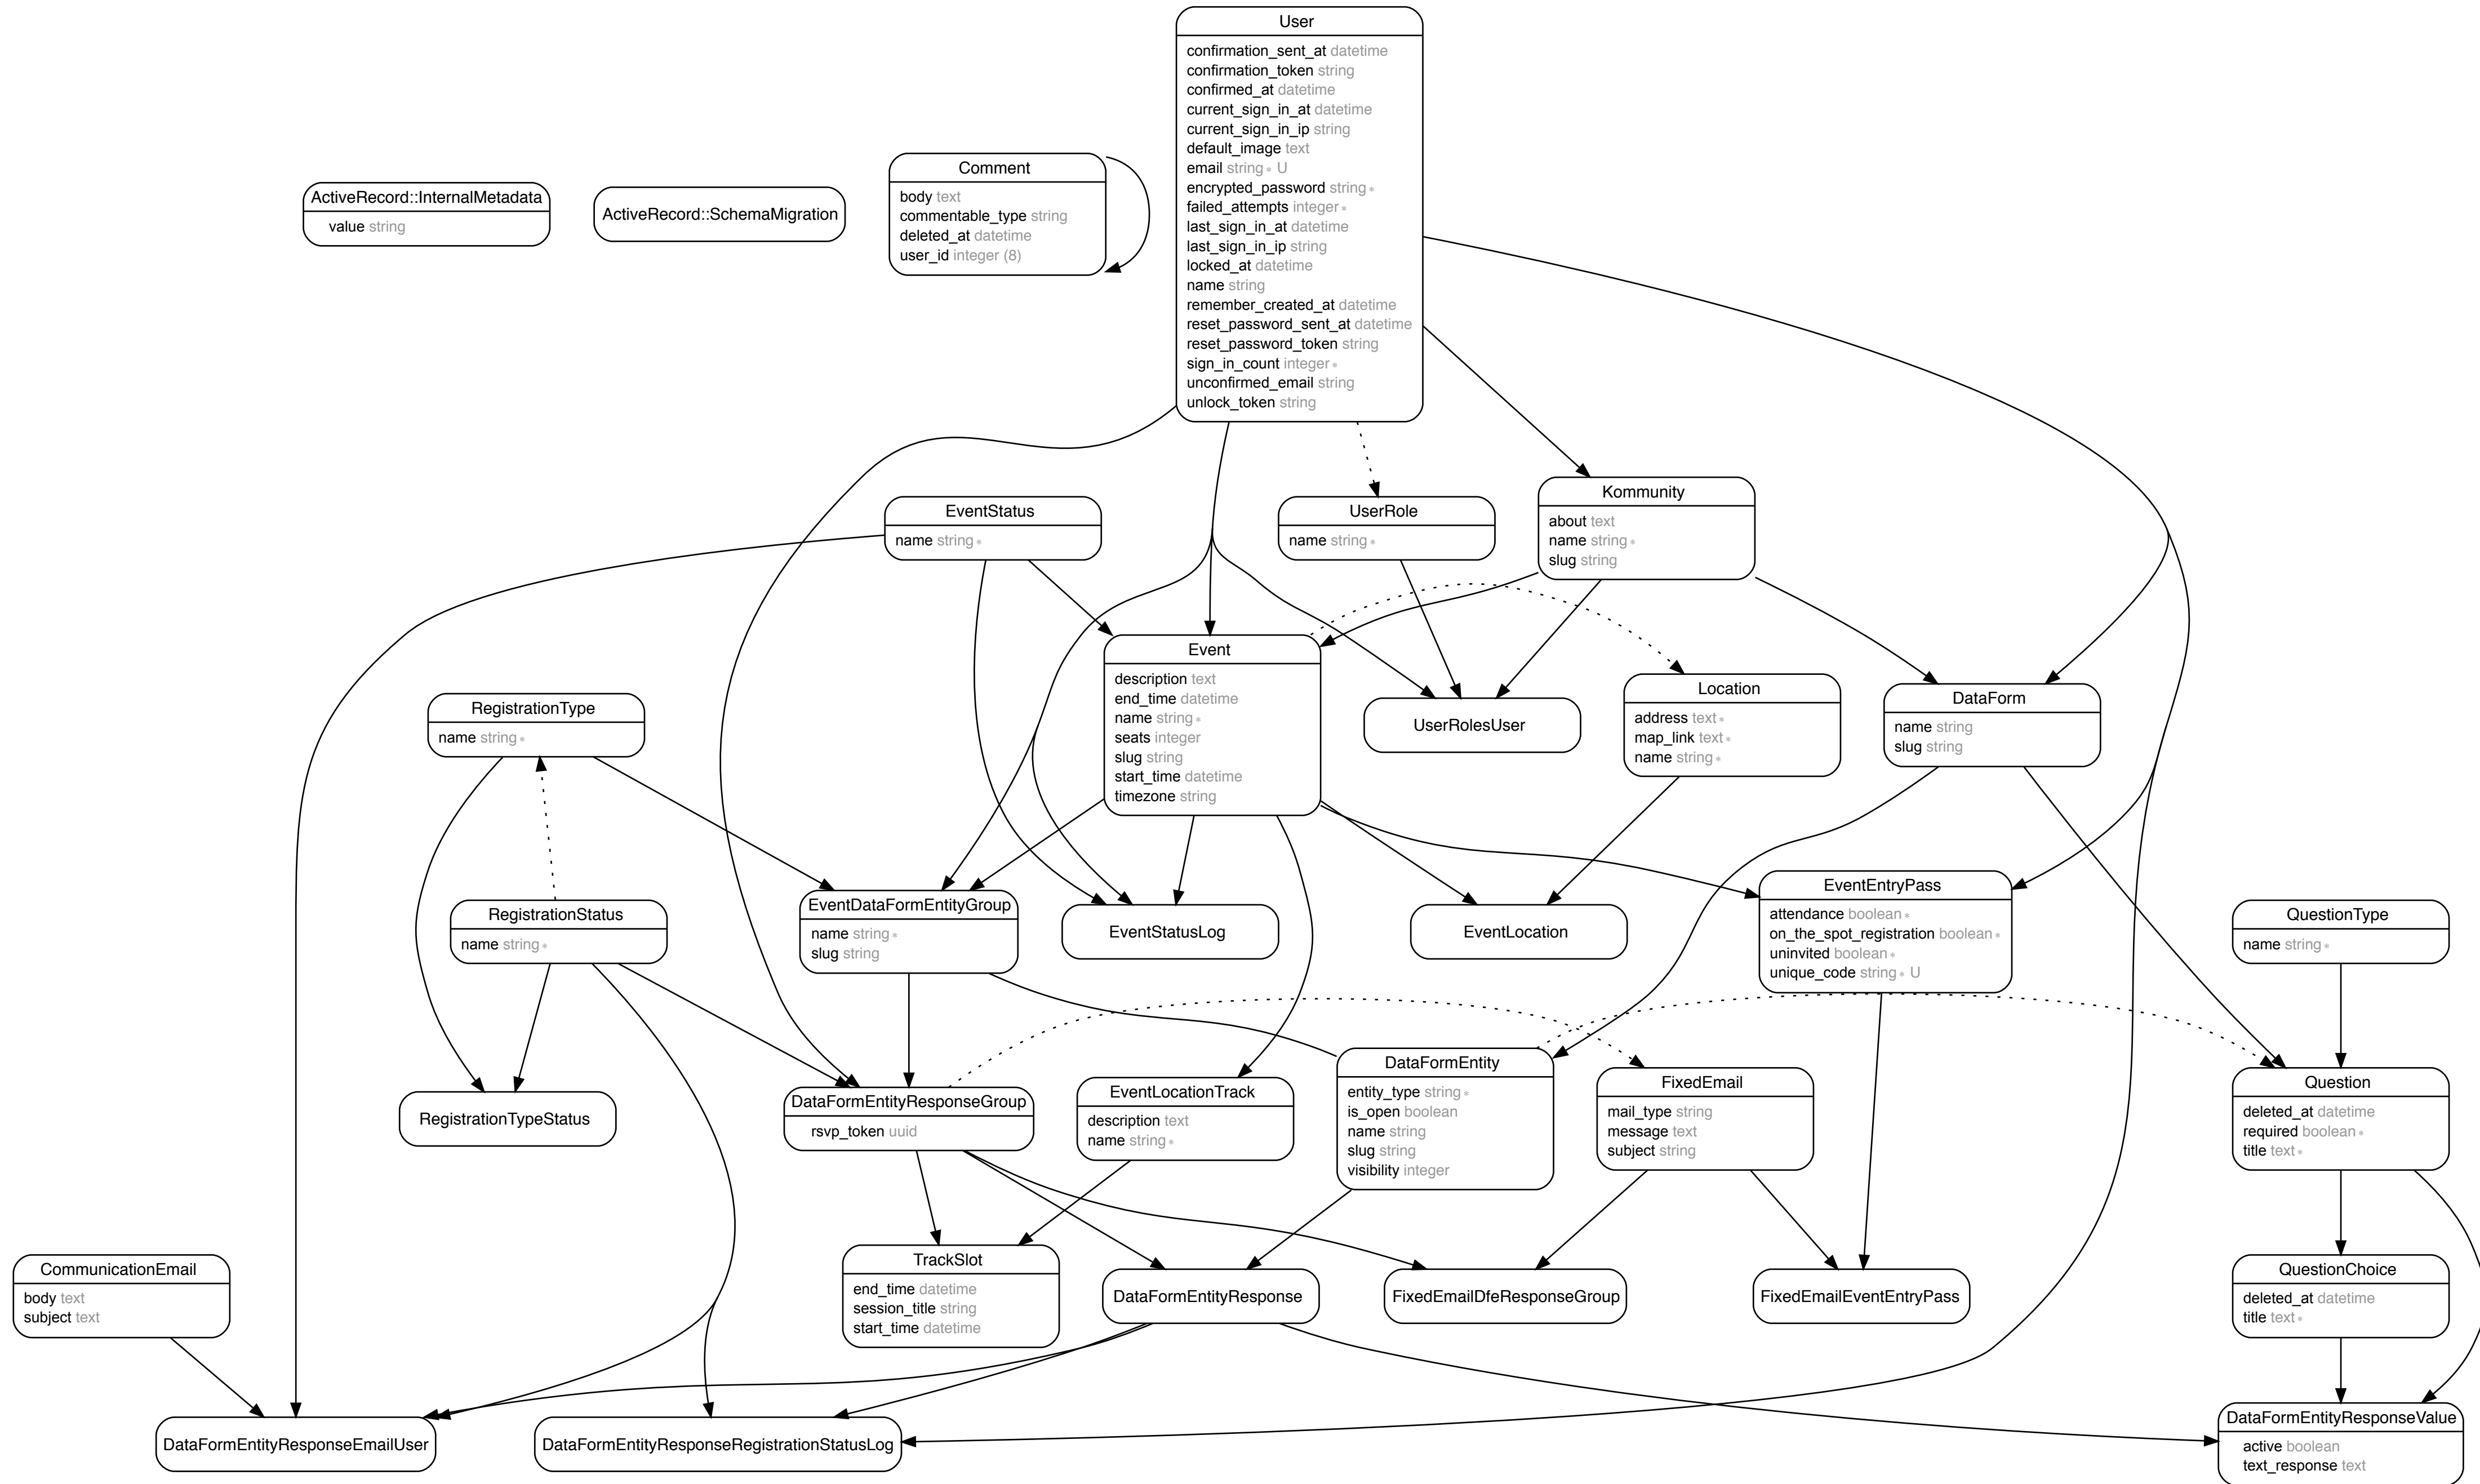 User
confirmation_sent_at datetime
confirmation_token string
confirmed_at datetime
current_sign_in_at datetime
current_sign_in_ip string
default_image text
email string * U
encrypted_password string *
failed_attempts integer *
last_sign_in_at datetime
last_sign_in_ip string
locked_at datetime
name string
remember_created_at datetime
reset_password_sent_at datetime
reset_password_token string
sign_in_count integer *
unconfirmed_email string
unlock_token string
ActiveRecord::InternalMetadata
value string
ActiveRecord::SchemaMigration
Comment
body text
commentable_type string
deleted_at datetime
user_id integer (8)
EventStatus
name string *
UserRole
name string *
Kommunity
about text
name string *
slug string
RegistrationType
name string *
Event
description text
end_time datetime
name string *
seats integer
slug string
start_time datetime
timezone string
UserRolesUser
Location
address text *
map_link text *
name string *
DataForm
name string
slug string
RegistrationStatus
name string *
EventDataFormEntityGroup
name string *
slug string
EventStatusLog
EventLocation
EventEntryPass
attendance boolean *
on_the_spot_registration boolean *
uninvited boolean *
unique_code string * U
QuestionType
name string *
RegistrationTypeStatus
DataFormEntityResponseGroup
rsvp_token uuid
EventLocationTrack
description text
name string *
DataFormEntity
entity_type string *
is_open boolean
name string
slug string
visibility integer
FixedEmail
mail_type string
message text
subject string
Question
deleted_at datetime
required boolean *
title text *
CommunicationEmail
body text
subject text
TrackSlot
end_time datetime
session_title string
start_time datetime
DataFormEntityResponse
FixedEmailDfeResponseGroup
FixedEmailEventEntryPass
QuestionChoice
deleted_at datetime
title text *
DataFormEntityResponseEmailUser
DataFormEntityResponseRegistrationStatusLog
DataFormEntityResponseValue
active boolean
text_response text